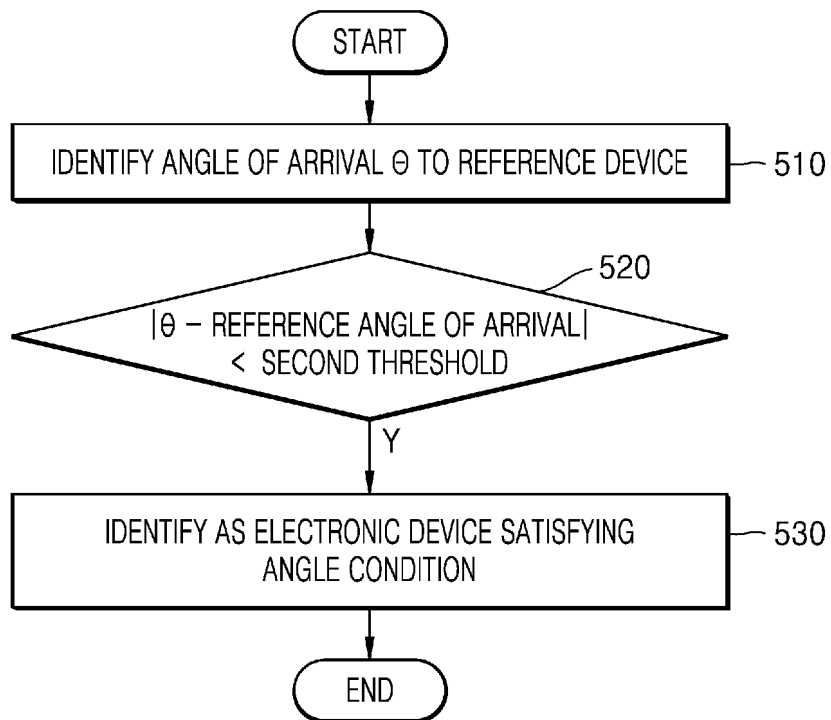 START
IDENTIFY ANGLE OF ARRIVAL θ TO REFERENCE DEVICE
510
520
|θ – REFERENCE ANGLE OF ARRIVAL|
< SECOND THRESHOLD
Y
IDENTIFY AS ELECTRONIC DEVICE SATISFYING
ANGLE CONDITION
530
END